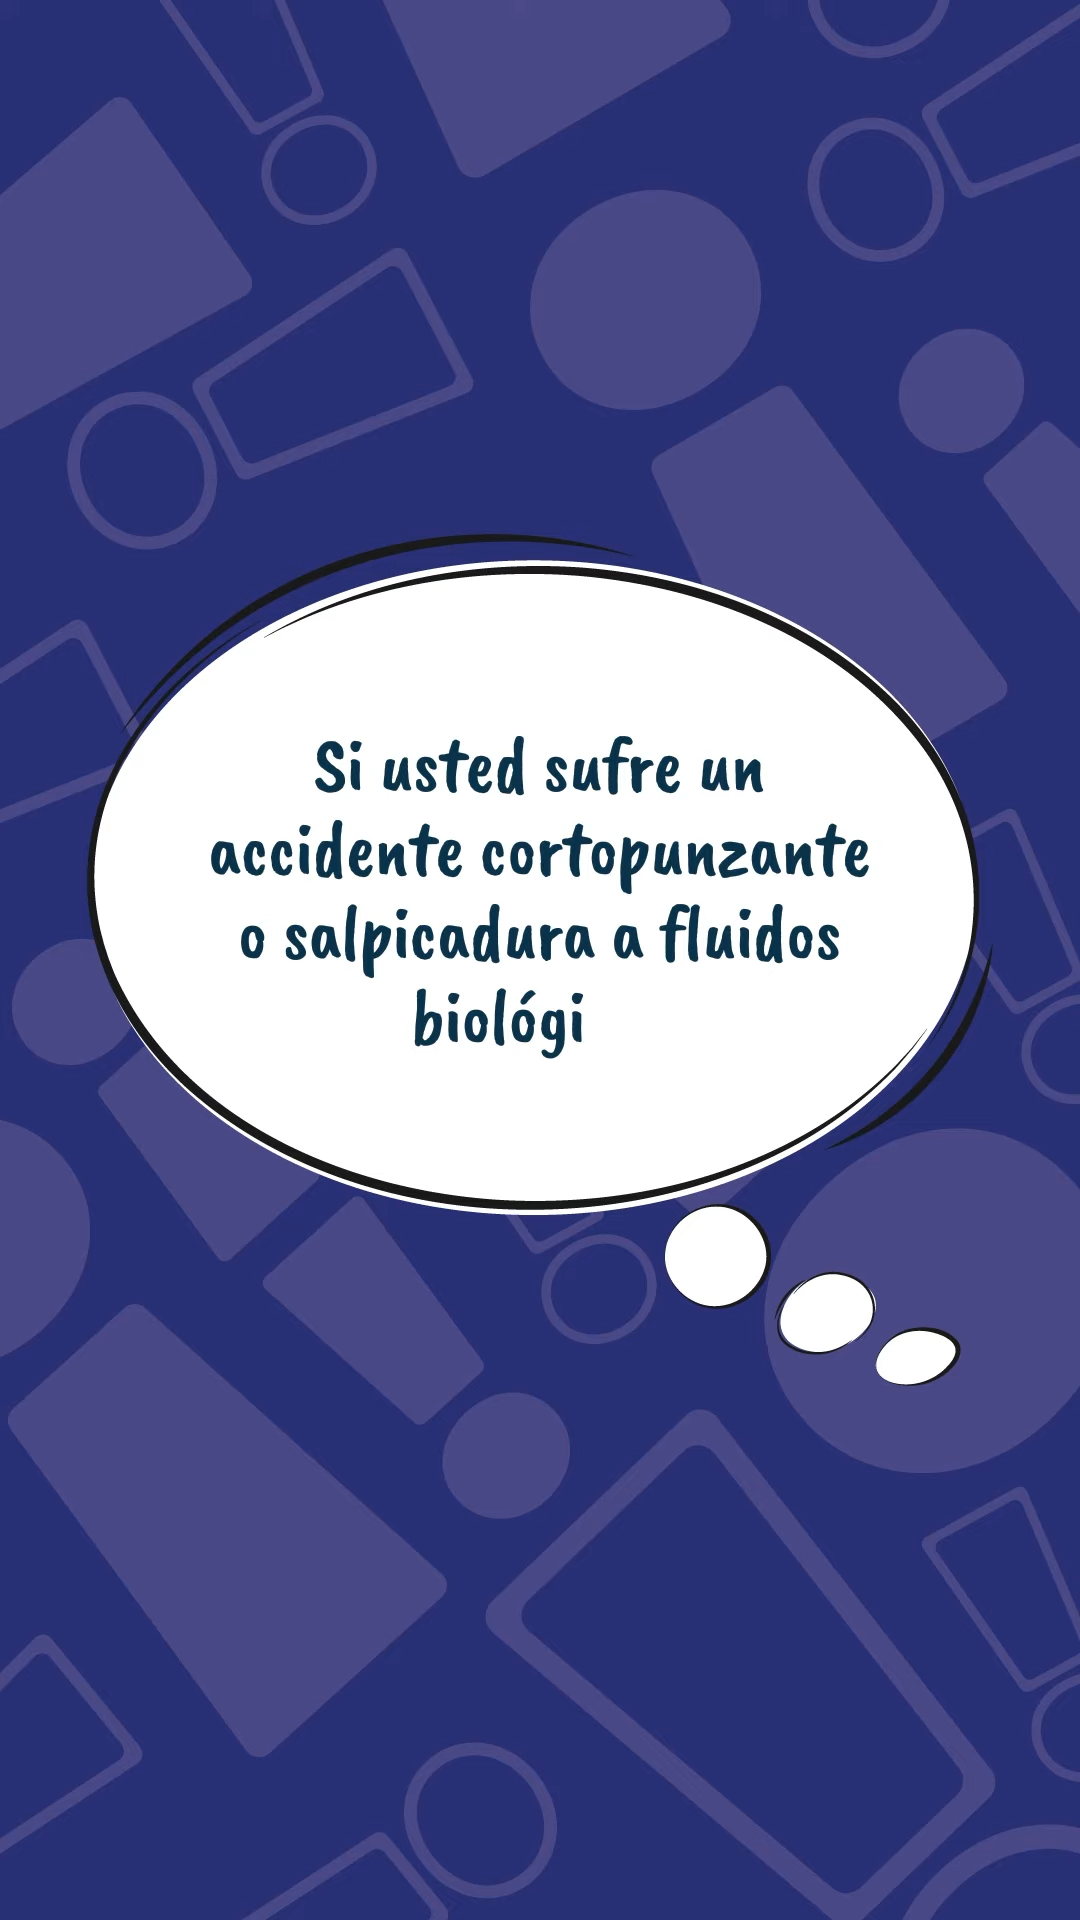 Si usted sufre un
accidente cortopunzante
o salpicadura a fluidos
biológi